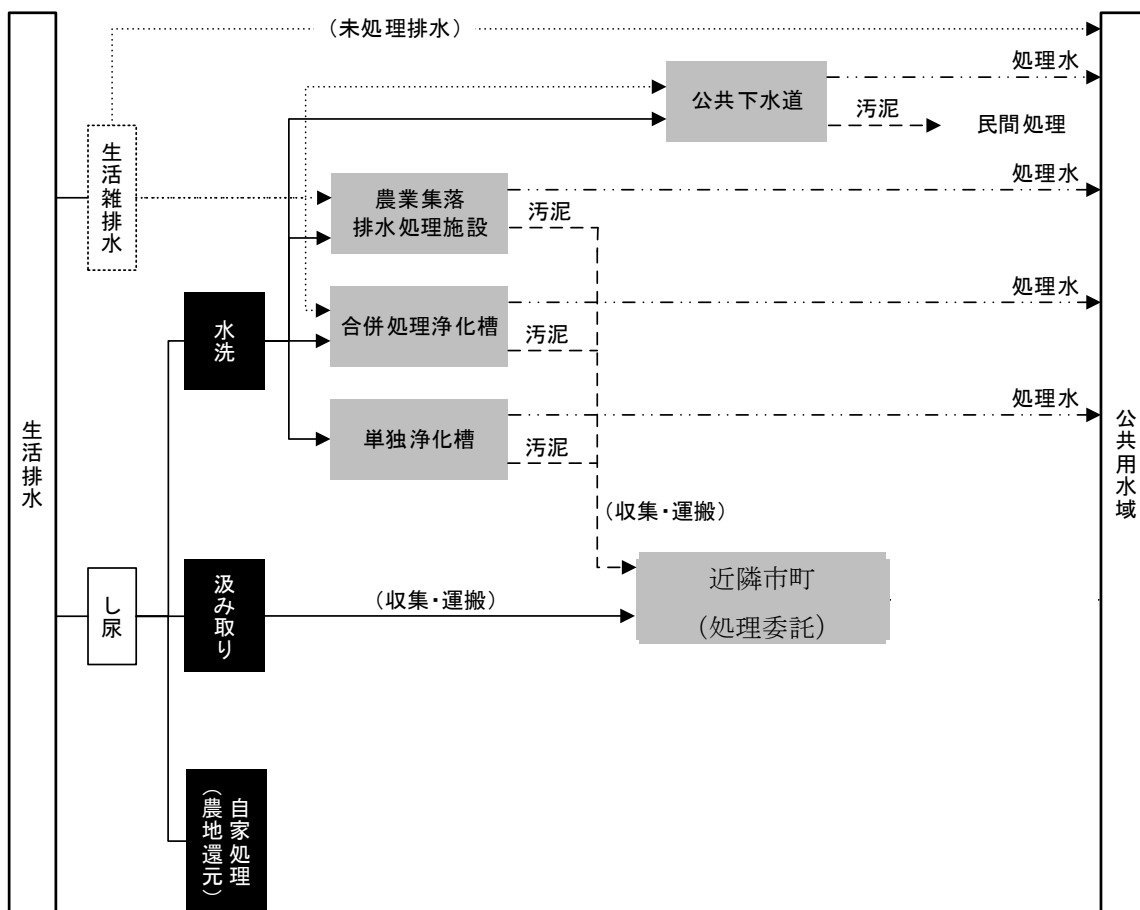 (未処理排水)
処理水
公共下水道
汚泥
民間処理
生活雑排水
処理水
農業集落
排水処理施設
汚泥
処理水
水洗
合併処理浄化槽
汚泥
処理水
単独浄化槽
汚泥
生活排水
公共用水域
(収集・運搬)
し尿
汲み取り
(収集・運搬)
近隣市町
(処理委託)
自家処理
(農地還元)